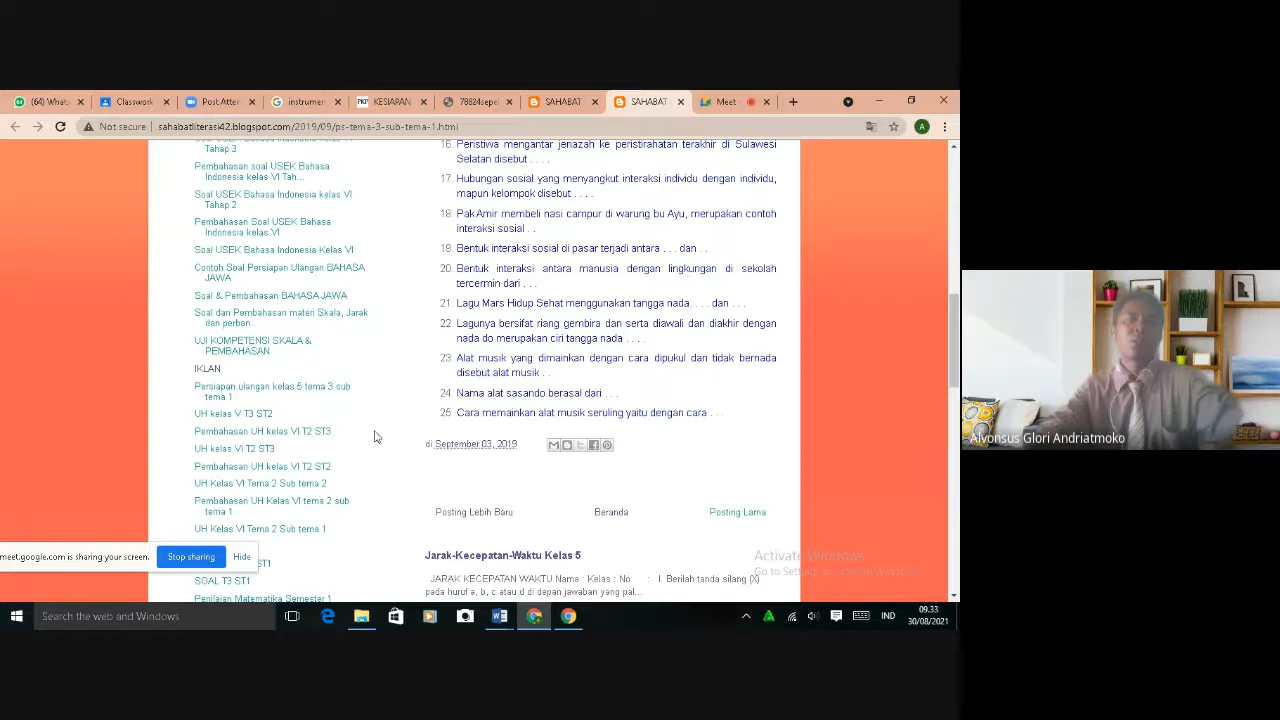 (64) What
Classwork
Post Atten
instrumen
PKP KESIAPAN
78824sepel
SAHABAT
SAHABAT
Meet -
Not secure
sahabatliterasi42.blogspot.com/2019/09/ps-tema-3-sub-tema-1.html
A
Tahap 3
Pembahasan soal USEK Bahasa
Indonesia kelas VI Tah...
Soal USEK Bahasa Indonesia kelas VI
Tahap 2
Pembahasan Soal USEK Bahasa
Indonesia kelas VI
Soal USEK Bahasa Indonesia Kelas VI
Contoh Soal Persiapan Ulangan BAHASA
JAWA
Soal & Pembahasan BAHASA JAWA
Soal dan Pembahasan materi Skala, Jarak
dan perban..
UJI KOMPETENSI SKALA &
PEMBAHASAN
IKLAN
Persiapan ulangan kelas 5 tema 3 sub
tema 1
UH kelas V T3 ST2
Pembahasan UH kelas VI T2 ST3
UH kelas VI T2 ST3
Pembahasan UH kelas VI T2 ST2
UH Kelas VI Tema 2 Sub tema 2
Pembahasan UH Kelas VI tema 2 sub
tema 1
UH Kelas VI Tema 2 Sub tema 1
ST1
SOAL T3 ST1
Penilaian Matematika Semester 1
16. Peristiwa mengantar jenazah ke peristirahatan terakhir di Sulawesi
Selatan disebut . . . .
17. Hubungan sosial yang menyangkut interaksi individu dengan individu,
mapun kelompok disebut . . . .
18. Pak Amir membeli nasi campur di warung bu Ayu, merupakan contoh
interaksi sosial . .
19. Bentuk interaksi sosial di pasar terjadi antara . . . dan . .
20. Bentuk interaksi antara manusia dengan lingkungan di sekolah
tercermin dari . . .
21. Lagu Mars Hidup Sehat menggunakan tangga nada. . . . dan . . .
22. Lagunya bersifat riang gembira dan serta diawali dan diakhir dengan
nada do merupakan ciri tangga nada . . . .
23. Alat musik yang dimainkan dengan cara dipukul dan tidak bernada
disebut alat musik . .
24. Nama alat sasando berasal dari . . .
25. Cara memainkan alat musik seruling yaitu dengan cara . . .
di September 03, 2019
Posting Lebih Baru
Beranda
Posting Lama
Jarak-Kecepatan-Waktu Kelas 5
JARAK KECEPATAN WAKTU Nama : Kelas : No : I. Berilah tanda silang (X)
pada huruf a, b, c atau d di depan jawaban yang pal...
Activate Windows
Go to Settings to activate Windows.
meet.google.com is sharing your screen.
Stop sharing
Hide
Search the web and Windows
IND
09.33
30/08/2021
Alvonsus Glori Andriatmoko